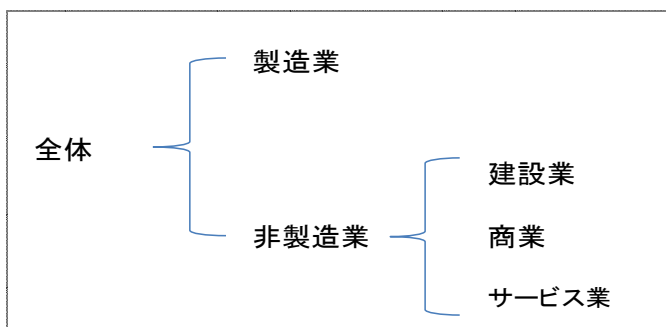 製造業
全体
建設業
非製造業
商業
サービス業